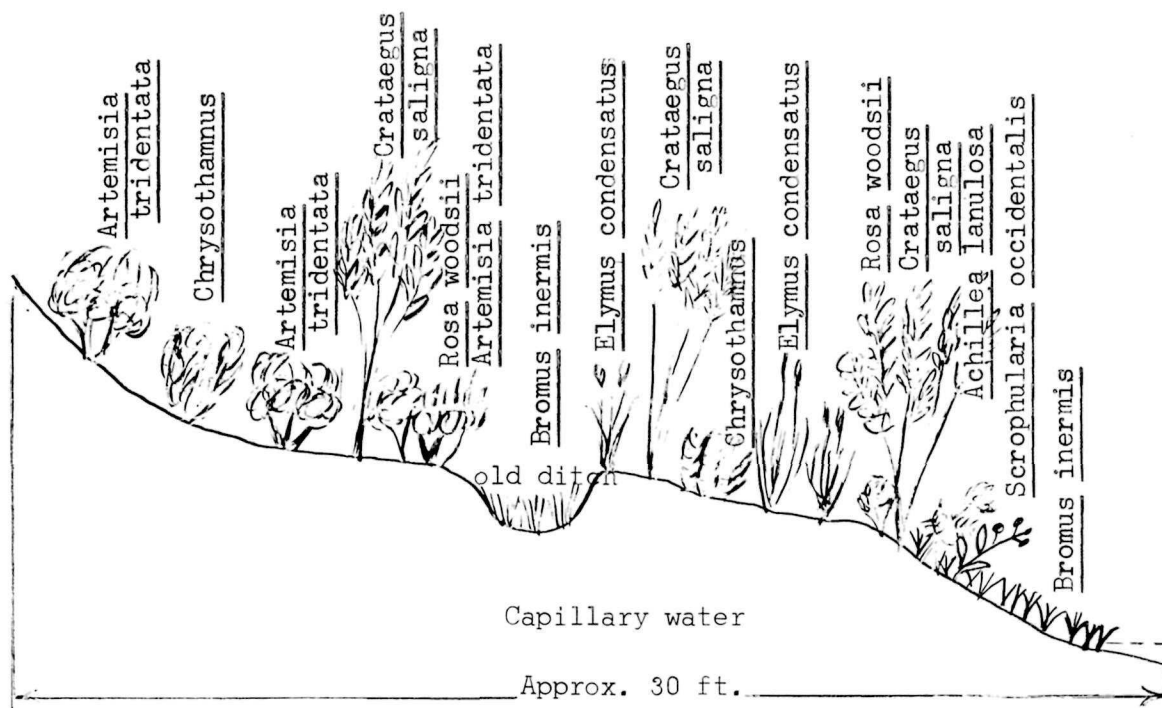 Artemisia
tridentata
Chrysothamnus
Artemisia
tridentata
Crataegus
saligna
Rosa woodsii
Artemisia tridentata
Bromus inermis
Elymus condensatus
Crataegus
saligna
Chrysothamnus
Elymus condensatus
Rosa woodsii
Crataegus
saligna
Achillea lanulosa
Scrophularia occidentalis
Bromus inermis
old ditch
Capillary water
Approx. 30 ft.